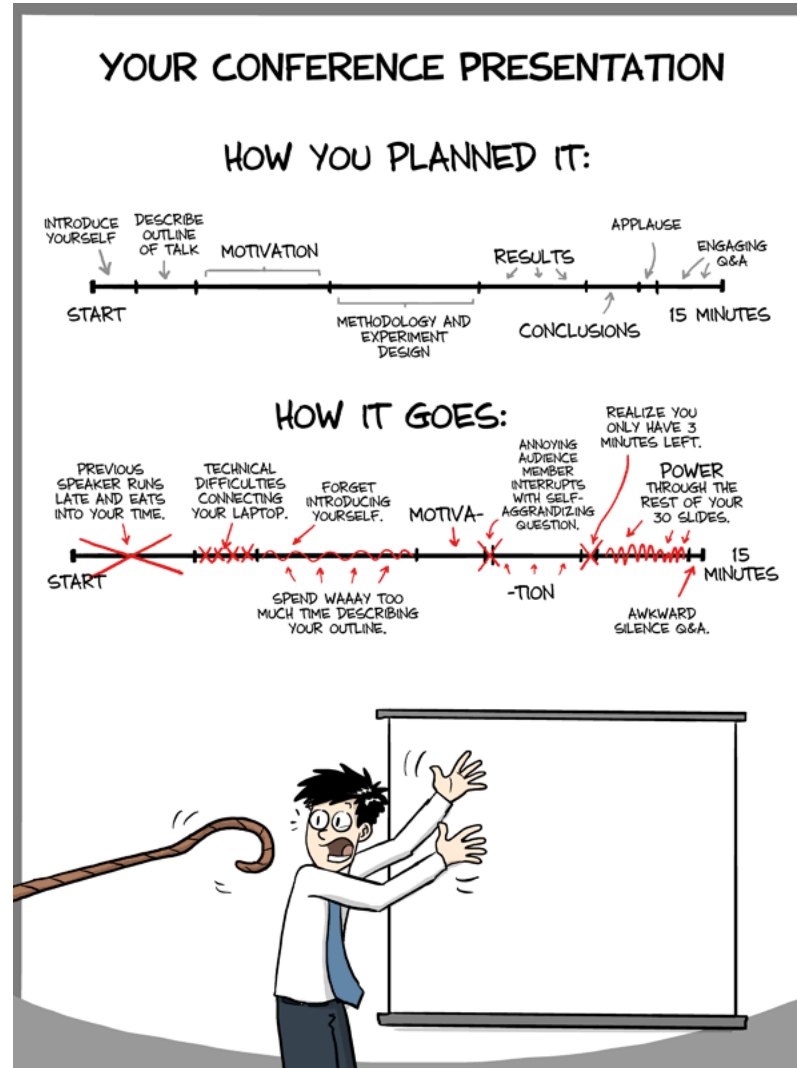 YOUR CONFERENCE PRESENTATION
HOW YOU PLANNED IT:
INTRODUCE
YOURSELF
DESCRIBE
OUTLINE
OF TALK
MOTIVATION
METHODOLOGY AND
EXPERIMENT
DESIGN
RESULTS
CONCLUSIONS
APPLAUSE
ENGAGING
Q&A
START
15 MINUTES
HOW IT GOES:
PREVIOUS
SPEAKER RUNS
LATE AND EATS
INTO YOUR TIME.
TECHNICAL
DIFFICULTIES
CONNECTING
YOUR LAPTOP.
FORGET
INTRODUCING
YOURSELF.
SPEND WAAAY TOO
MUCH TIME DESCRIBING
YOUR OUTLINE.
MOTIVA-
ANNOYING
AUDIENCE
MEMBER
INTERRUPTS
WITH SELF-
AGGRANDIZING
QUESTION.
-TION
REALIZE YOU
ONLY HAVE 3
MINUTES LEFT.
POWER
THROUGH THE
REST OF YOUR
30 SLIDES.
AWKWARD
SILENCE Q&A.
START
15
MINUTES